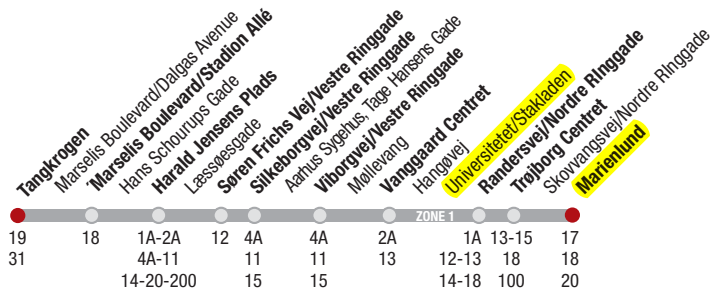 Tangkrogen
Marselis Boulevard/Dalgas Avenue
Marselis Boulevard/Stadion Allé
Hans Schourups Gade
Harald Jensens Plads
Læssøesgade
Søren Frichs Vej/Vestre Ringgade
Silkeborgvej/Vestre Ringgade
Aarhus Sygehus, Tage Hansens Gade
Viborgvej/Vestre Ringgade
Møllevang
Vanggaard Centret
Hangøvej
Universitetet/Stakladen
Randersvej/Nordre RInggade
Trøjborg Centret
Skovvangsvej/Nordre RInggade
Marienlund
ZONE 1
19 18 1A-2A 12 4A 4A 2A 1A 13-15 17
31 4A-11 11 11 13 12-13 18 18
14-20-200 15 15 14-18 100 20